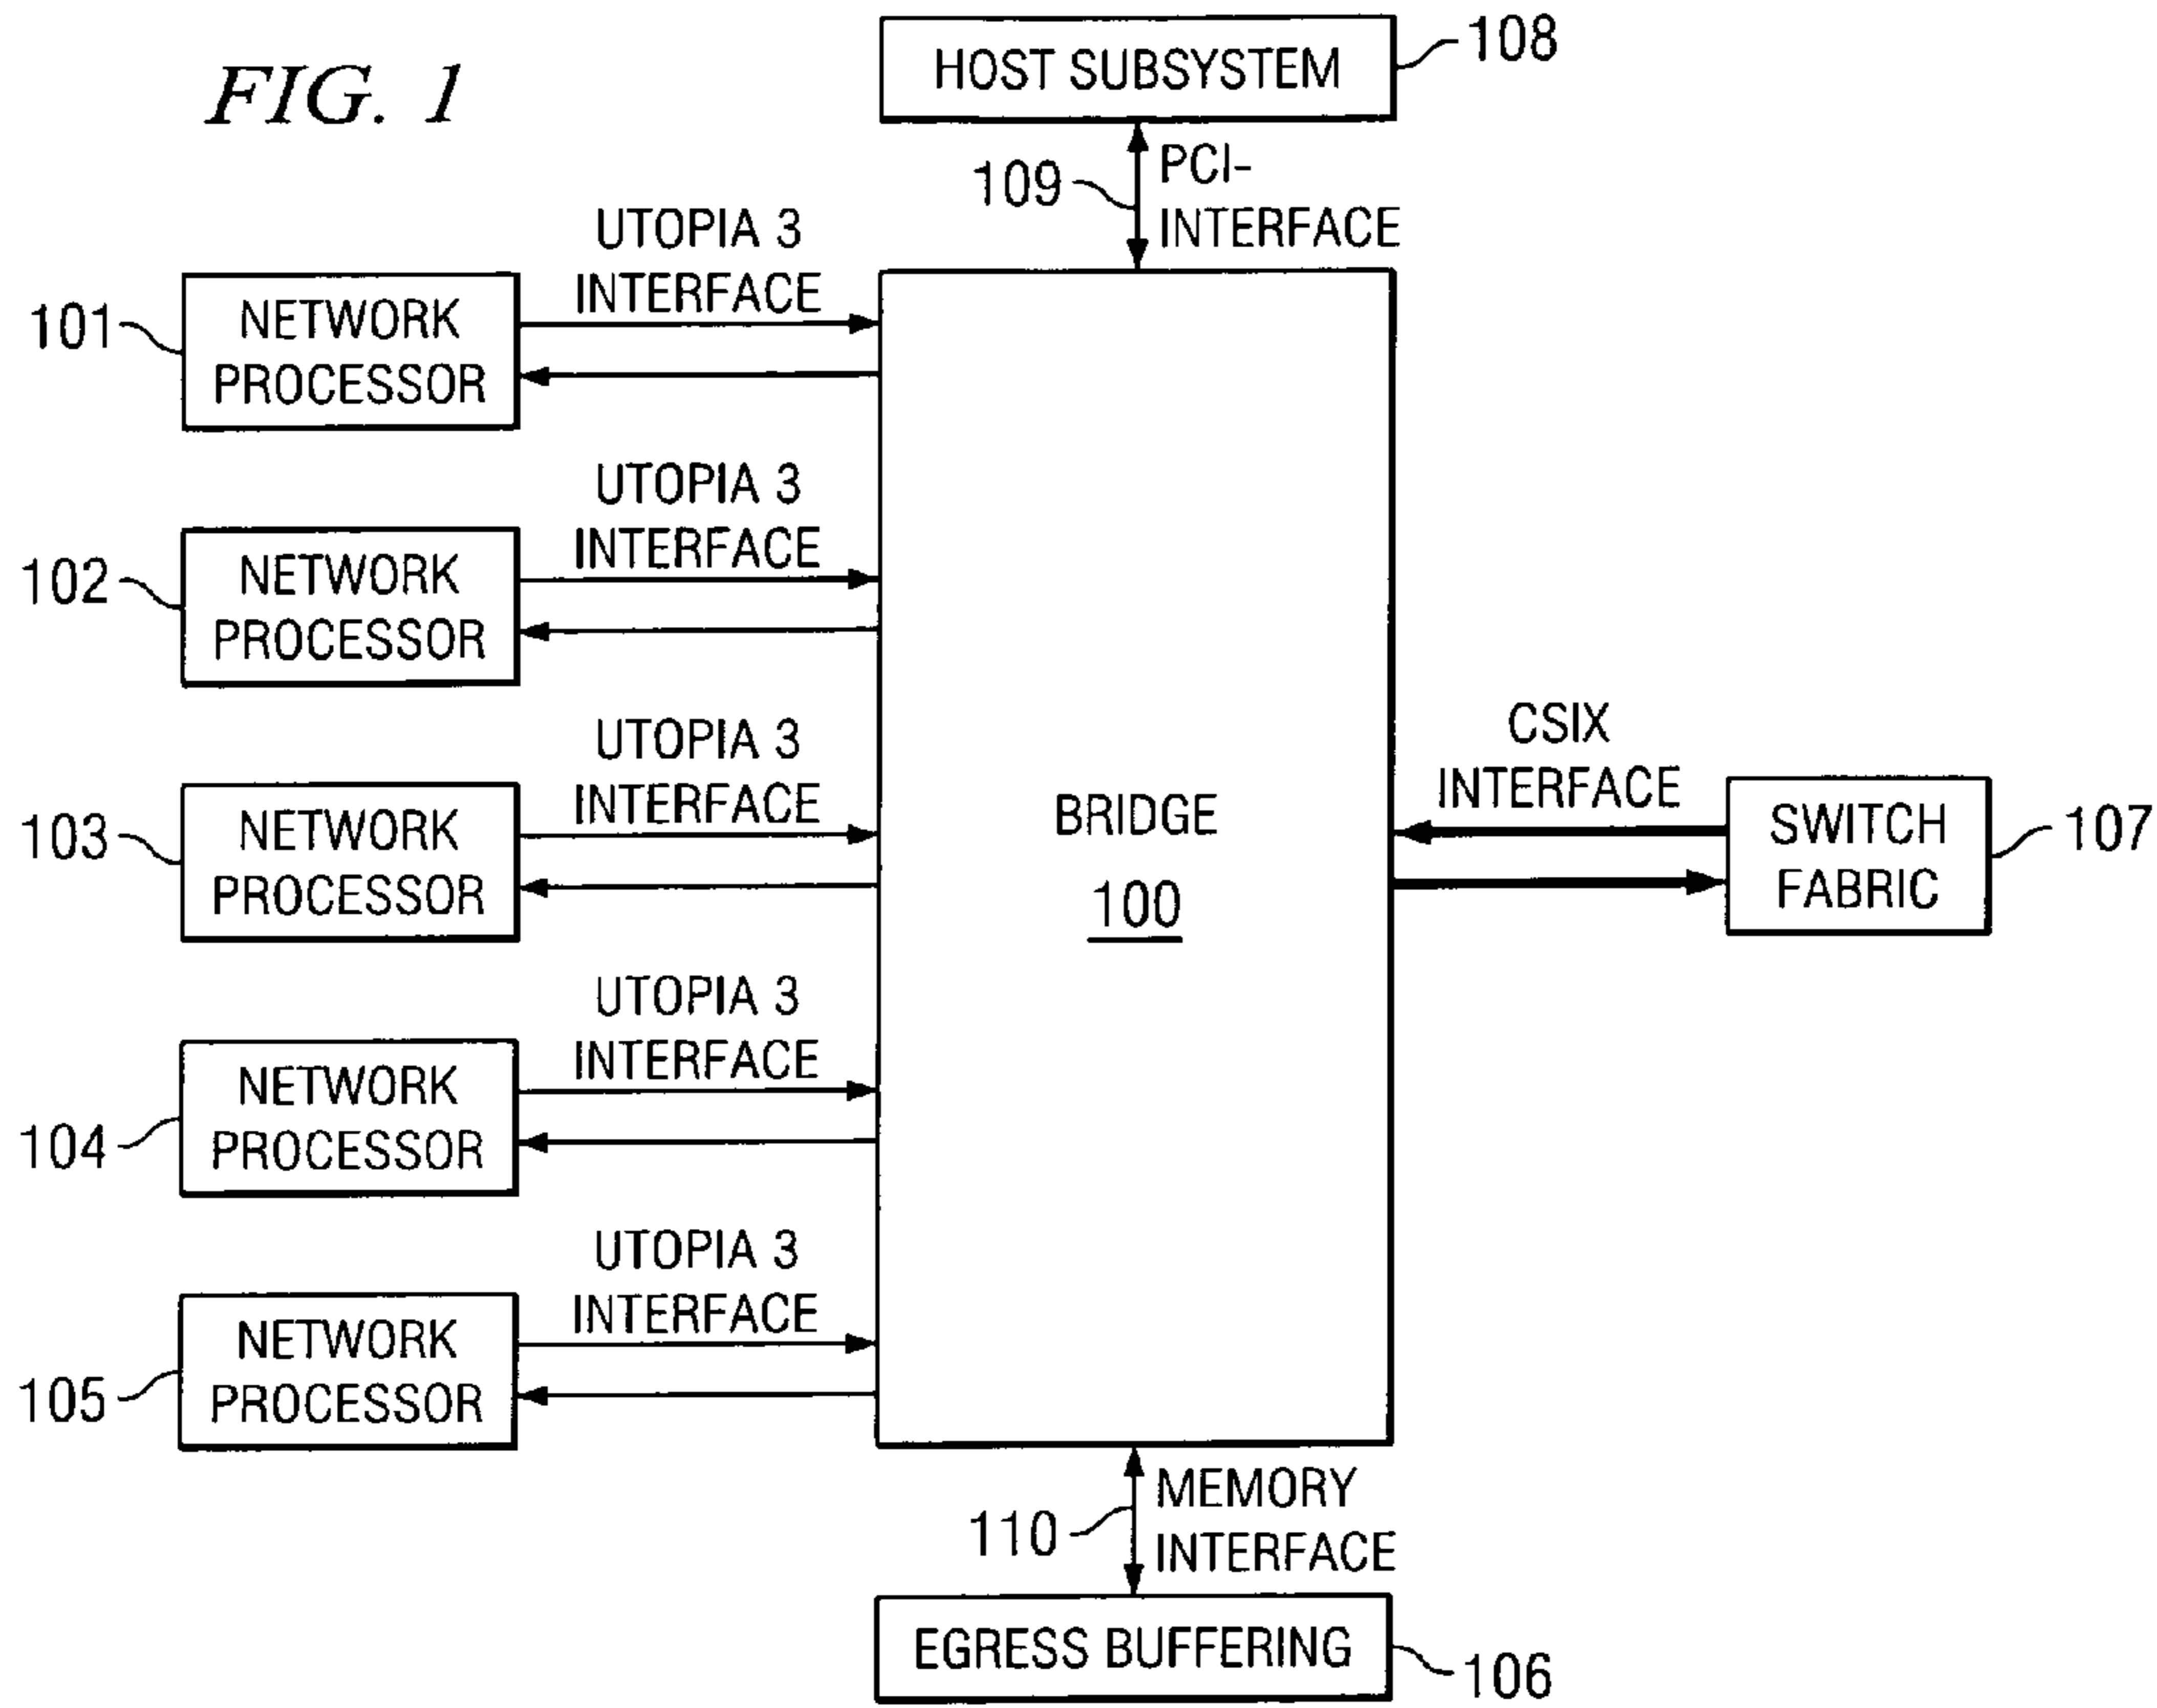 FIG. 1
HOST SUBSYSTEM
108
109
PCI-
INTERFACE
UTOPIA 3
INTERFACE
101
NETWORK
PROCESSOR
UTOPIA 3
INTERFACE
102
NETWORK
PROCESSOR
UTOPIA 3
INTERFACE
103
NETWORK
PROCESSOR
BRIDGE
100
CSIX
INTERFACE
SWITCH
FABRIC
107
UTOPIA 3
INTERFACE
104
NETWORK
PROCESSOR
UTOPIA 3
INTERFACE
105
NETWORK
PROCESSOR
110
MEMORY
INTERFACE
EGRESS BUFFERING
106